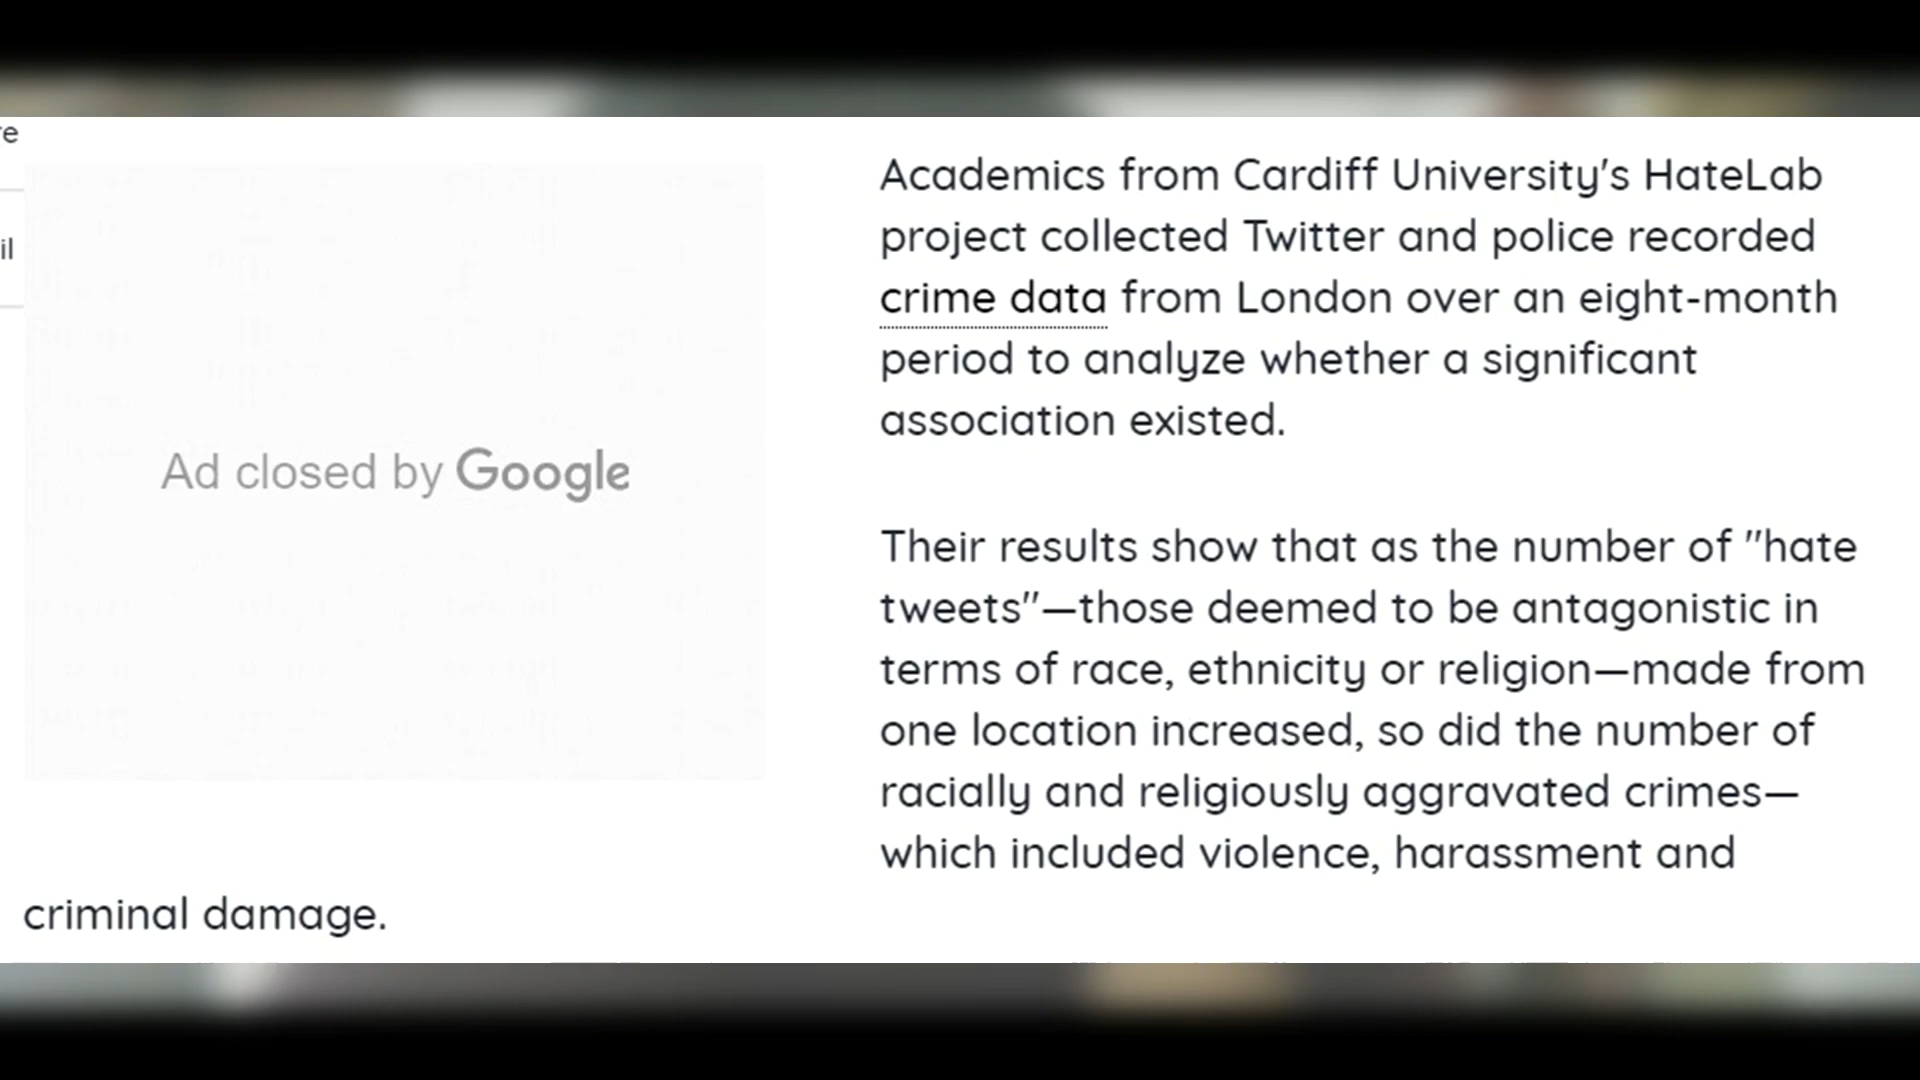 re
il
Ad closed by Google
Academics from Cardiff University's HateLab
project collected Twitter and police recorded
crime data from London over an eight-month
period to analyze whether a significant
association existed.
Their results show that as the number of "hate
tweets"—those deemed to be antagonistic in
terms of race, ethnicity or religion—made from
one location increased, so did the number of
racially and religiously aggravated crimes—
which included violence, harassment and
criminal damage.